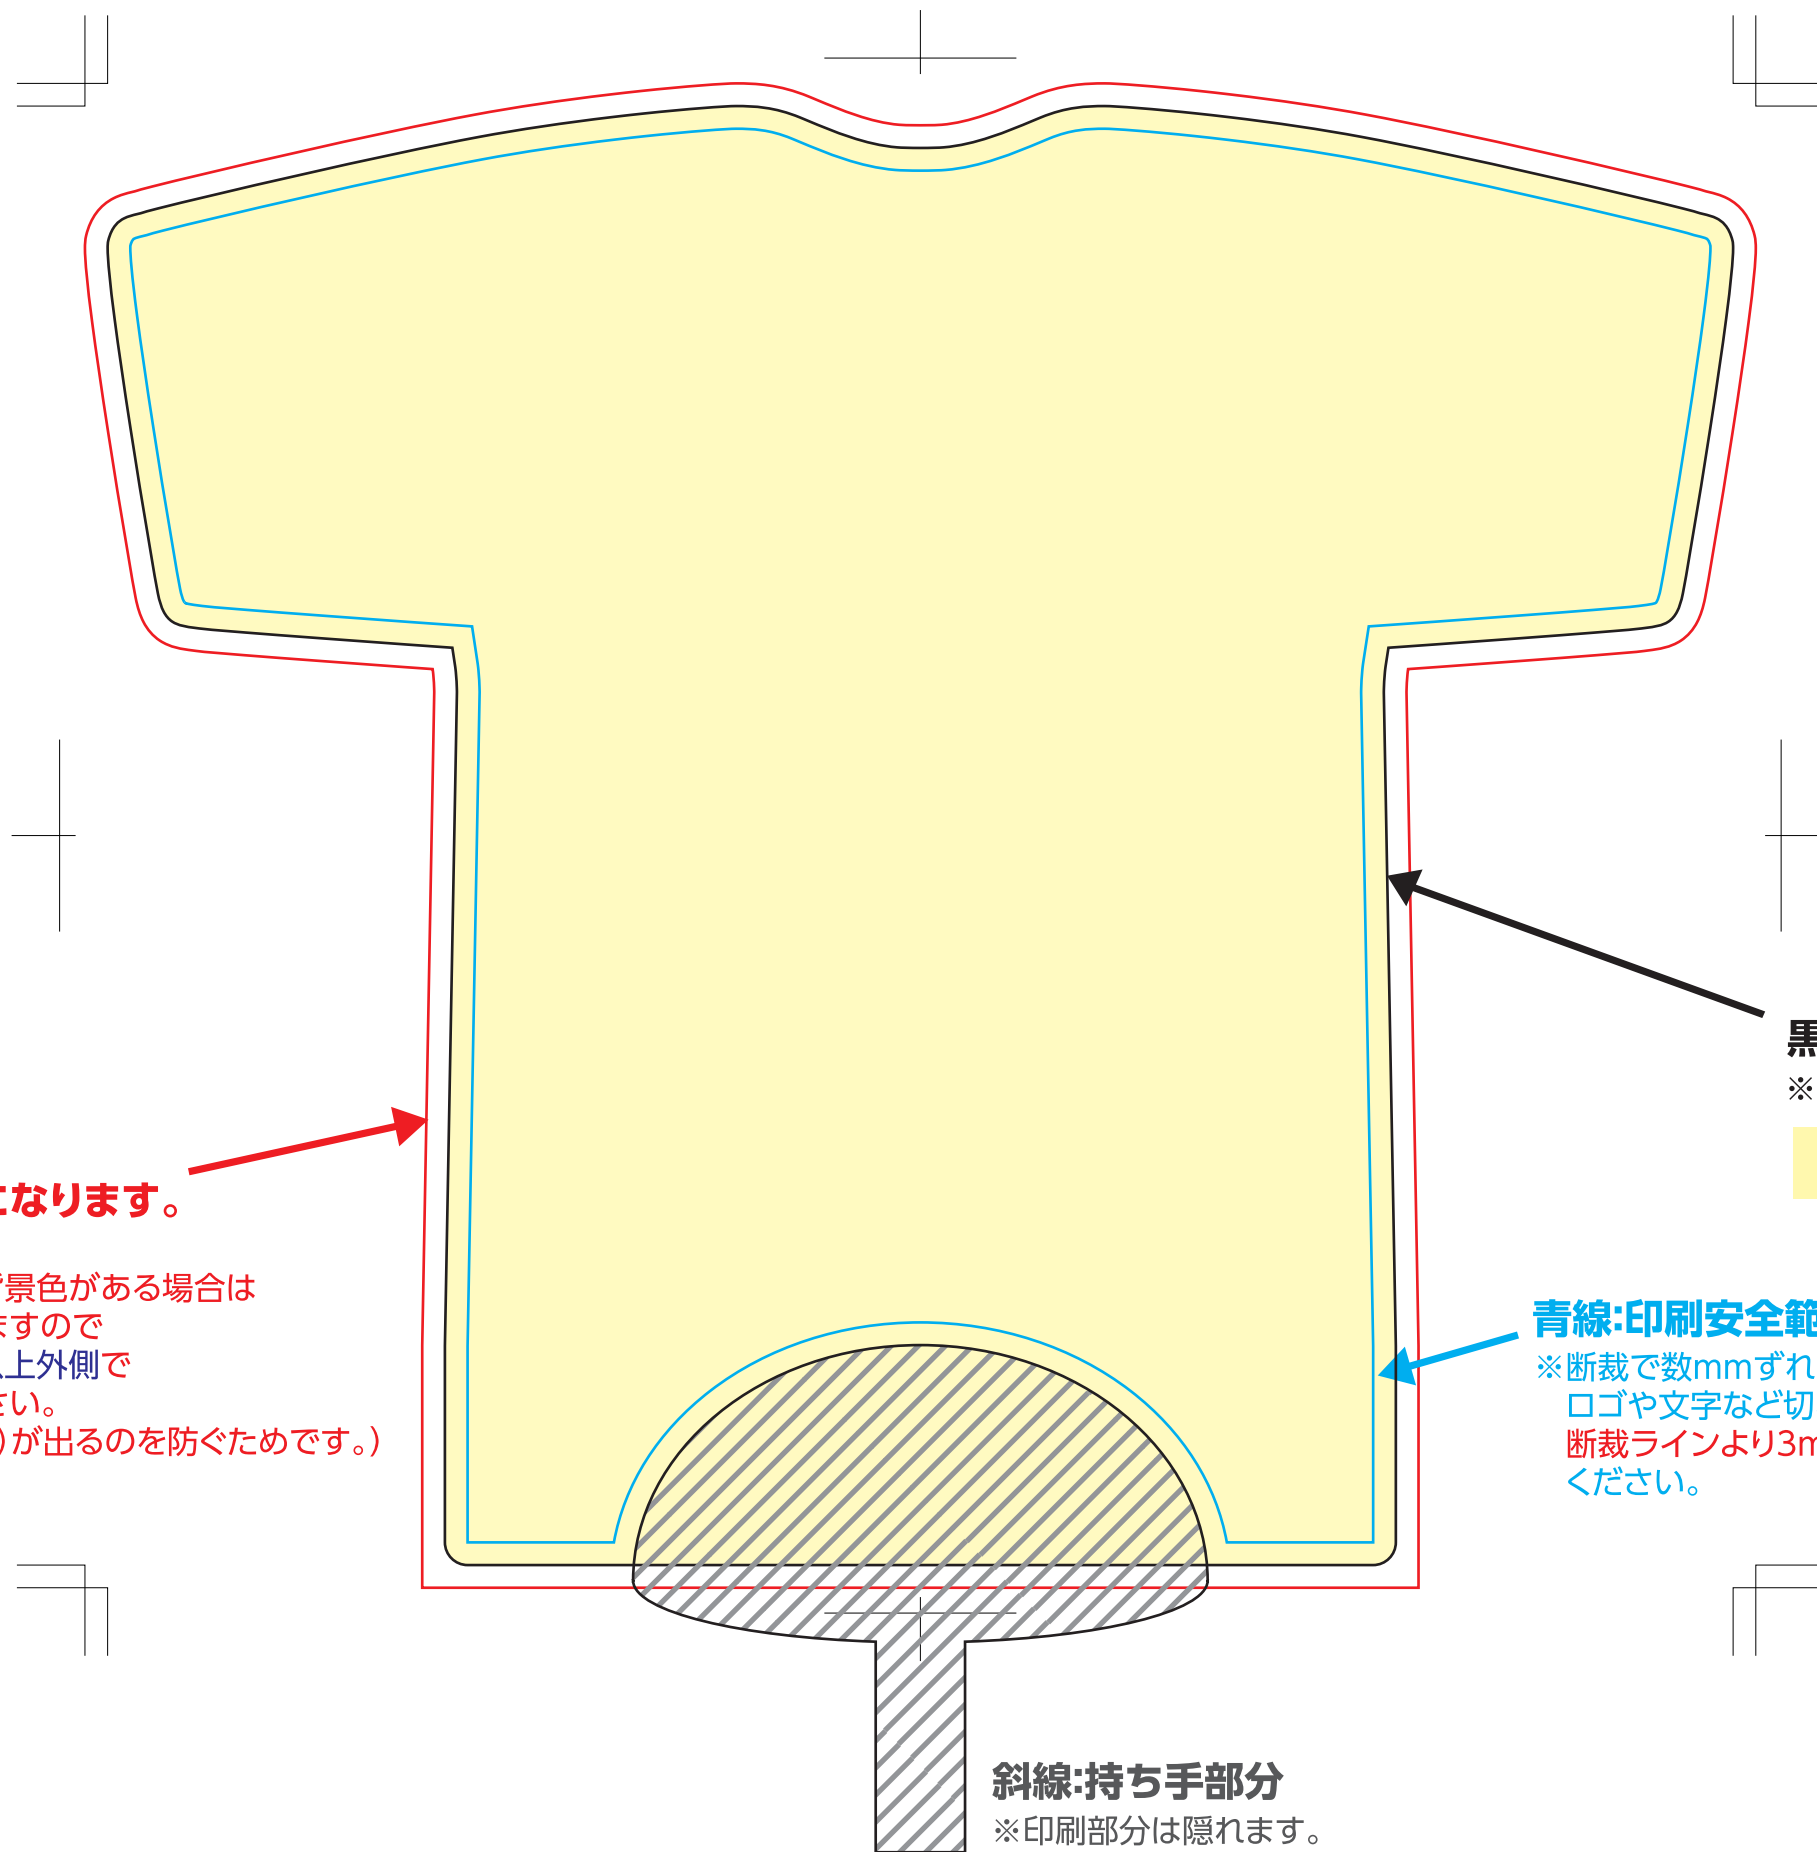 黒
※
になります。
背景色がある場合は
ますので
以上外側で
さい。
)が出るのを防ぐためです。)
青線:印刷安全範
※断裁で数mmずれ
ロゴや文字など切
断裁ラインより3m
ください。
斜線:持ち手部分
※印刷部分は隠れます。